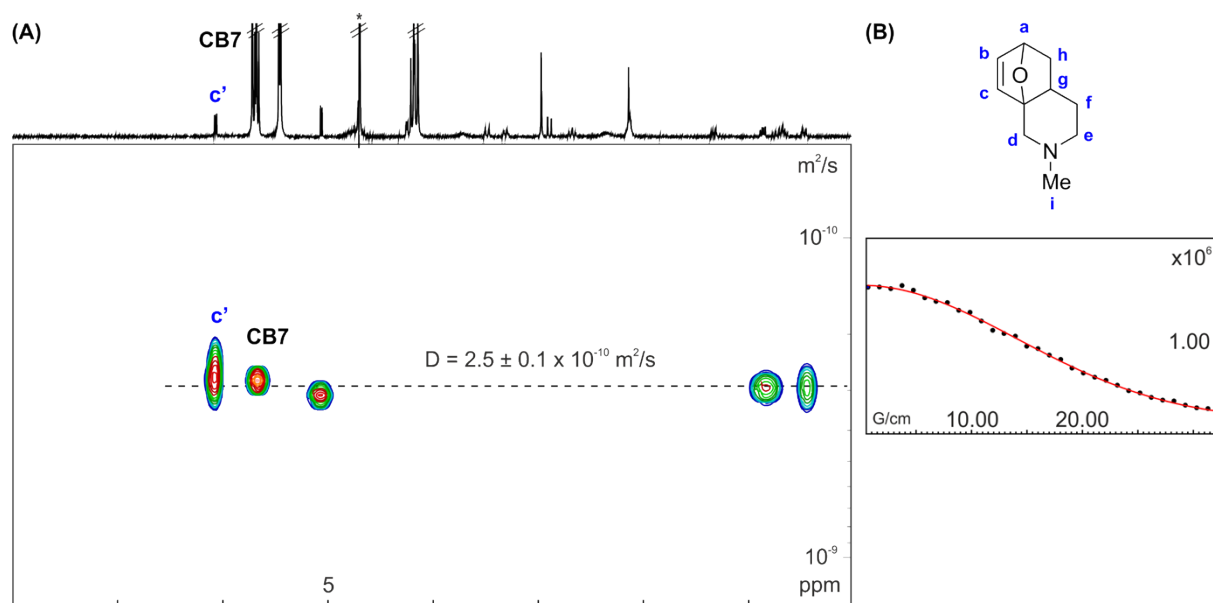 (A)
*
CB7
c'
m²/s
10⁻¹⁰
c'
CB7
D = 2.5 ± 0.1 x 10⁻¹⁰ m²/s
10⁻⁹
5
ppm
(B)
a
b
h
O
g
c
f
d
e
N
Me
i
x10⁶
1.00
G/cm
10.00
20.00